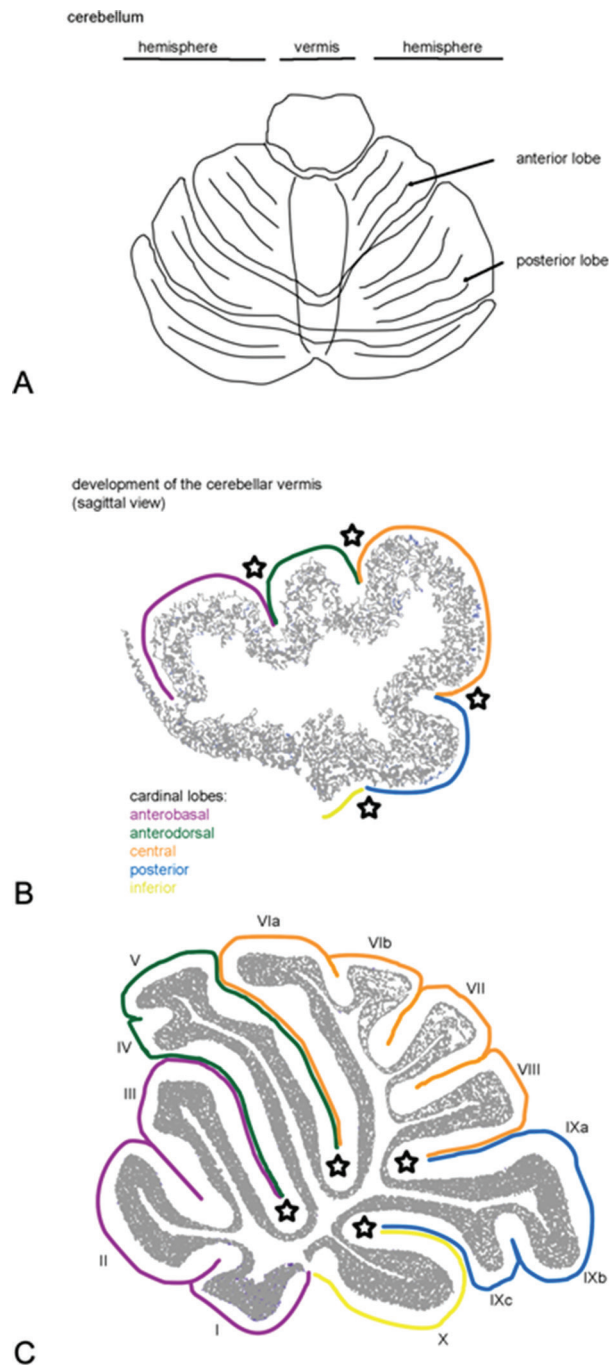 cerebellum
hemisphere vermis hemisphere
anterior lobe
posterior lobe
A
development of the cerebellar vermis
(sagittal view)
cardinal lobes:
anterobasal
anterodorsal
central
posterior
inferior
B
VIa
VIb
V
VII
IV
VIII
III
IXa
II
IXb
IXc
I
X
C